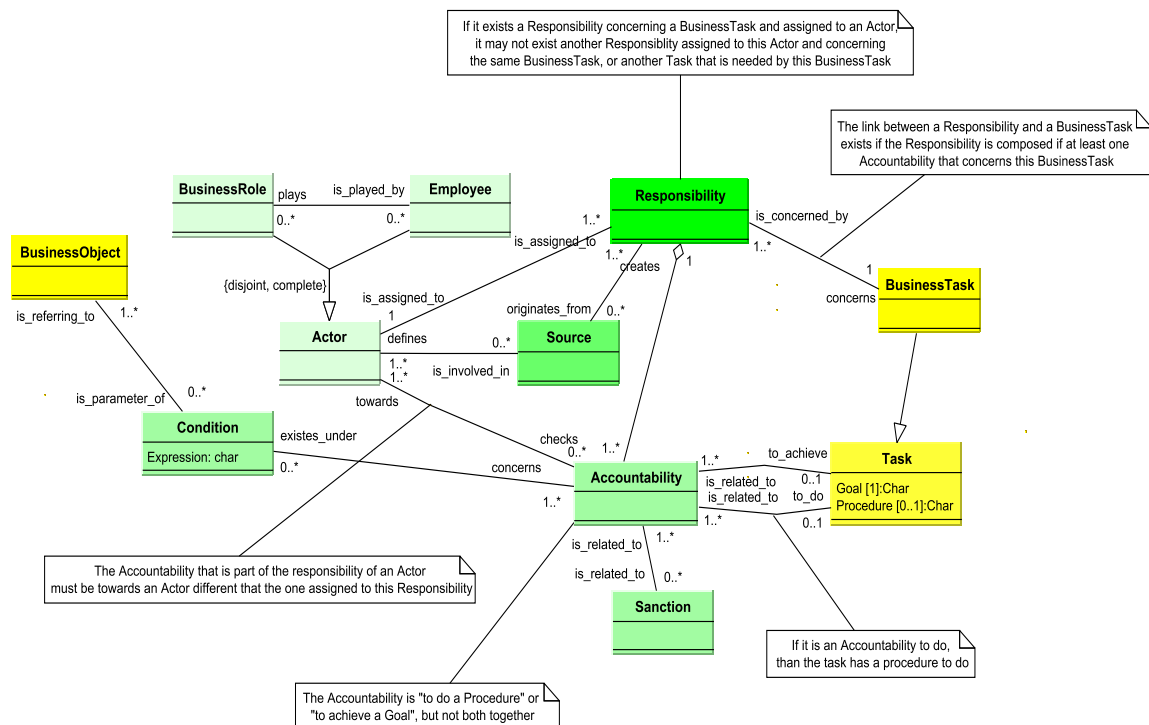 If it exists a Responsibility concerning a BusinessTask and assigned to an Actor,
it may not exist another Responsiblity assigned to this Actor and concerning
the same BusinessTask, or another Task that is needed by this BusinessTask
The link between a Responsibility and a BusinessTask
exists if the Responsibility is composed if at least one
Accountability that concerns this BusinessTask
BusinessRole
plays
is_played_by
Employee
0..*
0..*
Responsibility
1..*
is_assigned_to
1..*
creates
1
is_concerned_by
1..*
BusinessObject
is_referring_to
1..*
{disjoint, complete}
1
concerns
BusinessTask
is_assigned_to
1
originates_from
0..*
Actor
defines
0..*
Source
1..*
is_involved_in
1..*
towards
is_parameter_of
0..*
Condition
Expression: char
existes_under
0..*
checks
0..*
concerns
1..*
1..*
Accountability
1..*
to_achieve
0..1
is_related_to
is_related_to
to_do
1..*
0..1
Task
Goal [1]:Char
Procedure [0..1]:Char
is_related_to
1..*
is_related_to
0..*
Sanction
The Accountability that is part of the responsibility of an Actor
must be towards an Actor different that the one assigned to this Responsibility
If it is an Accountability to do,
than the task has a procedure to do
The Accountability is "to do a Procedure" or
"to achieve a Goal", but not both together